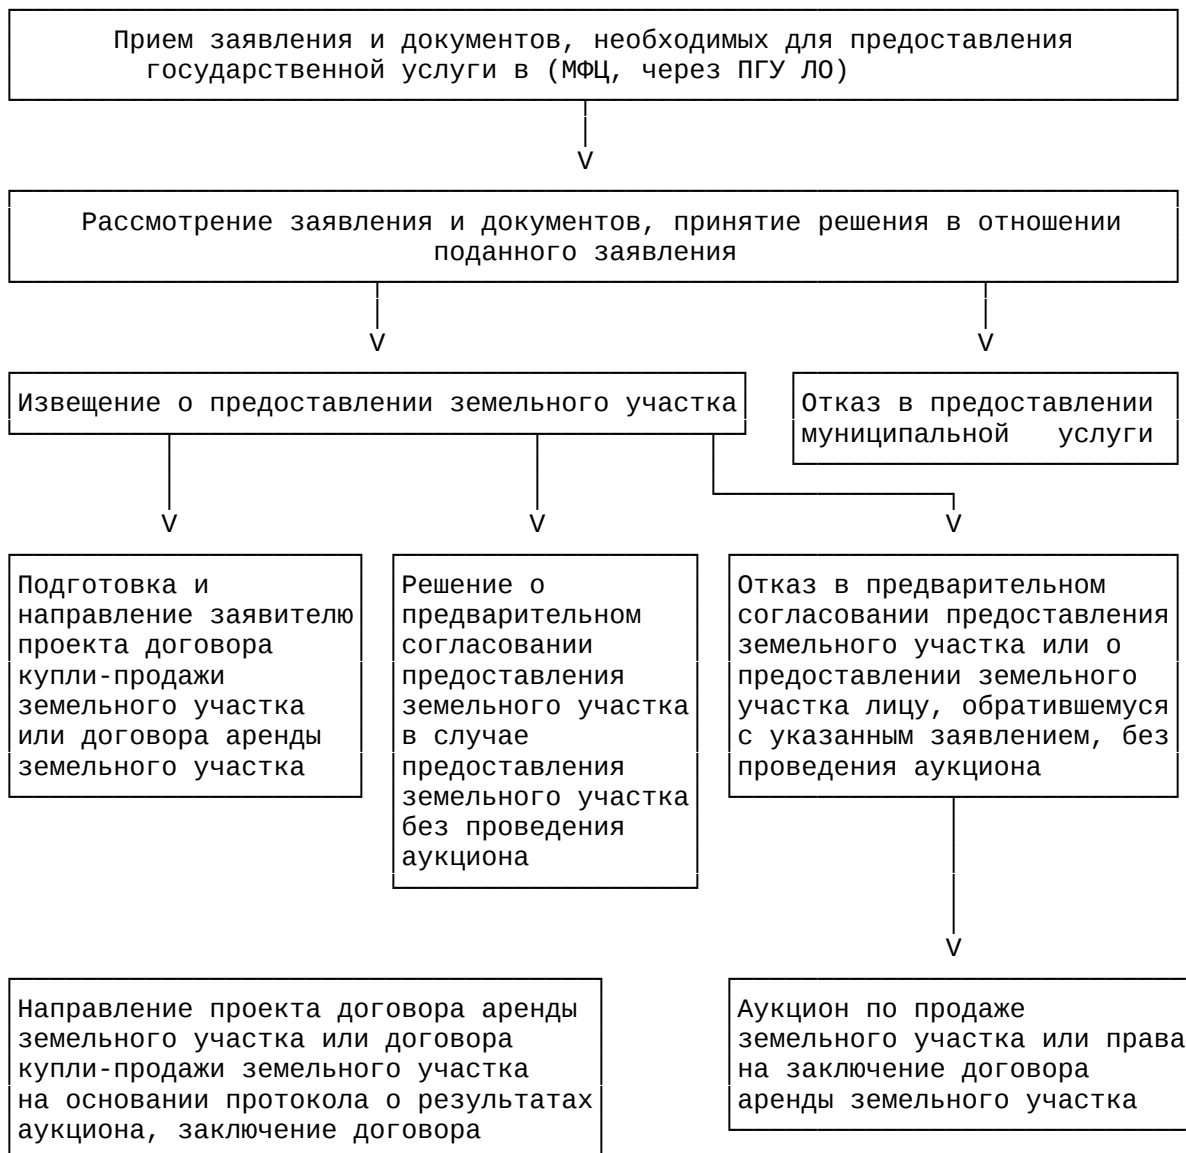 Прием заявления и документов, необходимых для предоставления
государственной услуги в (МФЦ, через ПГУ ЛО)
V
Рассмотрение заявления и документов, принятие решения в отношении
поданного заявления
V V
Извещение о предоставлении земельного участка
Отказ в предоставлении
муниципальной услуги
V V V
Подготовка и
направление заявителю
проекта договора
купли-продажи
земельного участка
или договора аренды
земельного участка
Решение о
предварительном
согласовании
предоставления
земельного участка
в случае
предоставления
земельного участка
без проведения
аукциона
Отказ в предварительном
согласовании предоставления
земельного участка или о
предоставлении земельного
участка лицу, обратившемуся
с указанным заявлением, без
проведения аукциона
V
Направление проекта договора аренды
земельного участка или договора
купли-продажи земельного участка
на основании протокола о результатах
аукциона, заключение договора
Аукцион по продаже
земельного участка или права
на заключение договора
аренды земельного участка